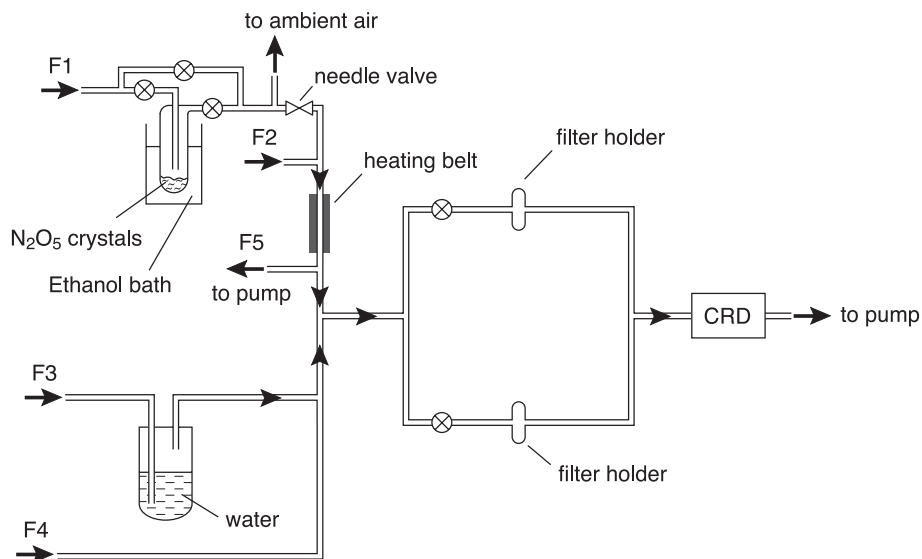 to ambient air
F1
needle valve
F2
heating belt
filter holder
N₂O₅ crystals
F5
Ethanol bath
to pump
CRD
to pump
F3
filter holder
water
F4